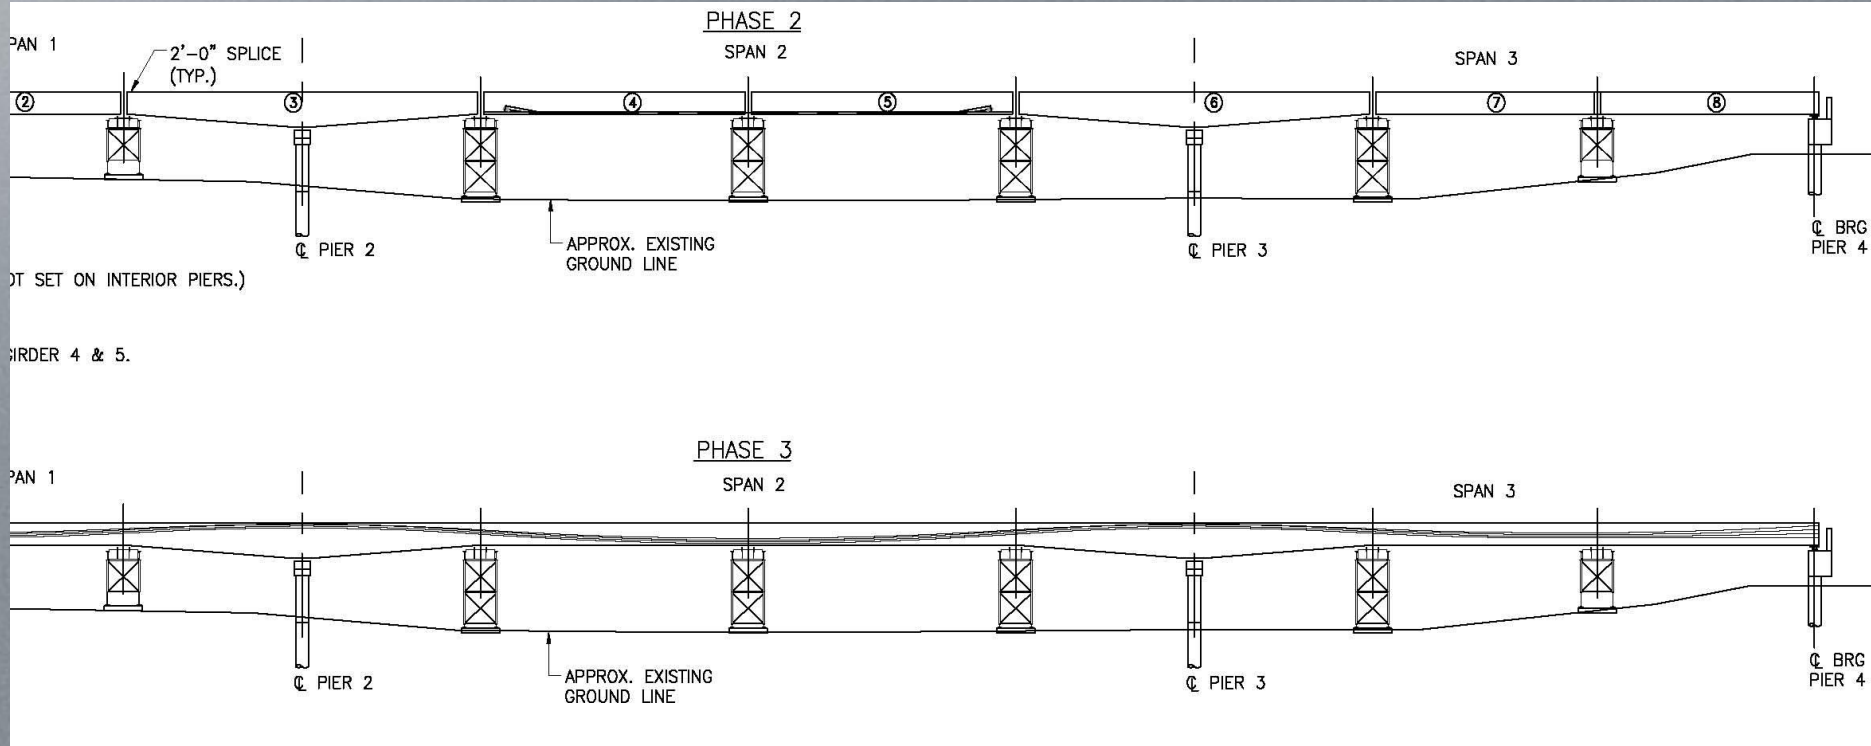 PHASE 2
PAN 1
SPAN 2
SPAN 3
2'-0" SPLICE
(TYP.)
2
3
4
5
6
7
8
℄ PIER 2
APPROX. EXISTING
GROUND LINE
℄ PIER 3
℄ BRG
PIER 4
OT SET ON INTERIOR PIERS.)
GIRDER 4 & 5.
PHASE 3
PAN 1
SPAN 2
SPAN 3
℄ PIER 2
APPROX. EXISTING
GROUND LINE
℄ PIER 3
℄ BRG
PIER 4